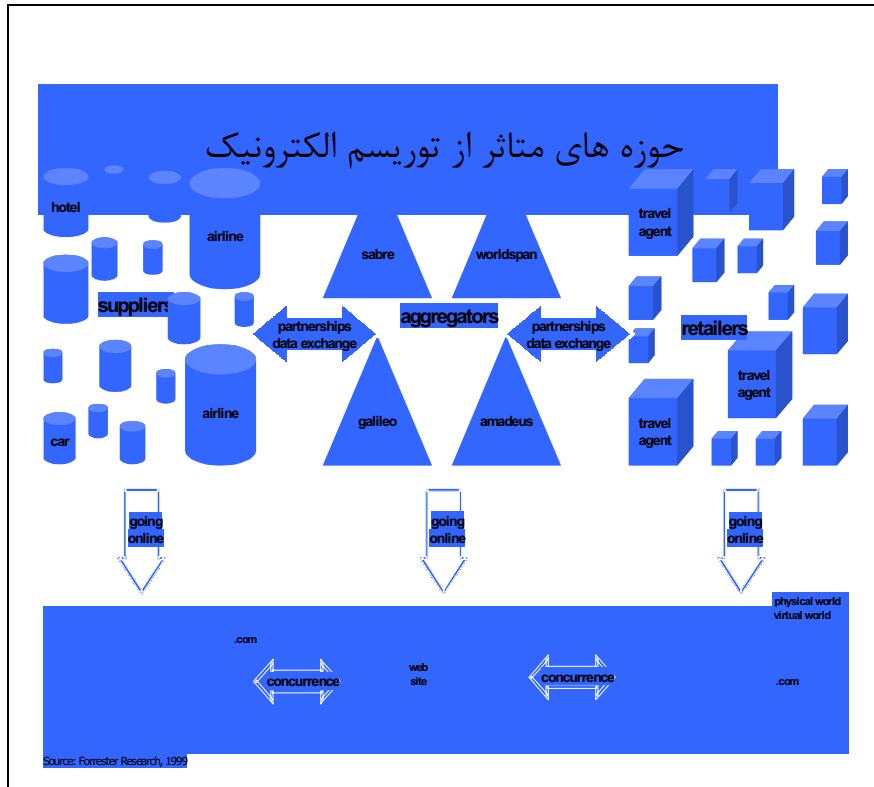 حوزه های متاثر از توریسم الکترونیک
hotel
airline
suppliers
car
airline
sabre
worldspan
aggregators
partnerships
data exchange
partnerships
data exchange
galileo
amadeus
travel
agent
retailers
travel
agent
travel
agent
going
online
going
online
going
online
physical world
virtual world
.com
concurrence
web
site
concurrence
.com
Source: Forrester Research, 1999